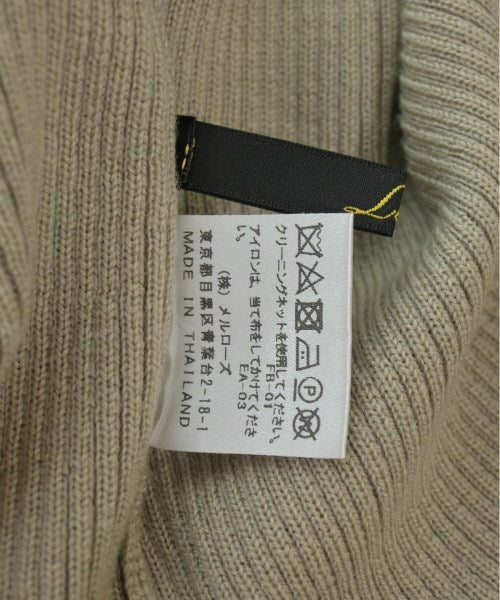 クリーニングネットを使用してください。
FB-01
アイロンは、当て布をしてかけてくださ
い。
EA-03
(株) メルローズ
東京都目黒区青葉台2-18-1
MADE IN THAILAND
P